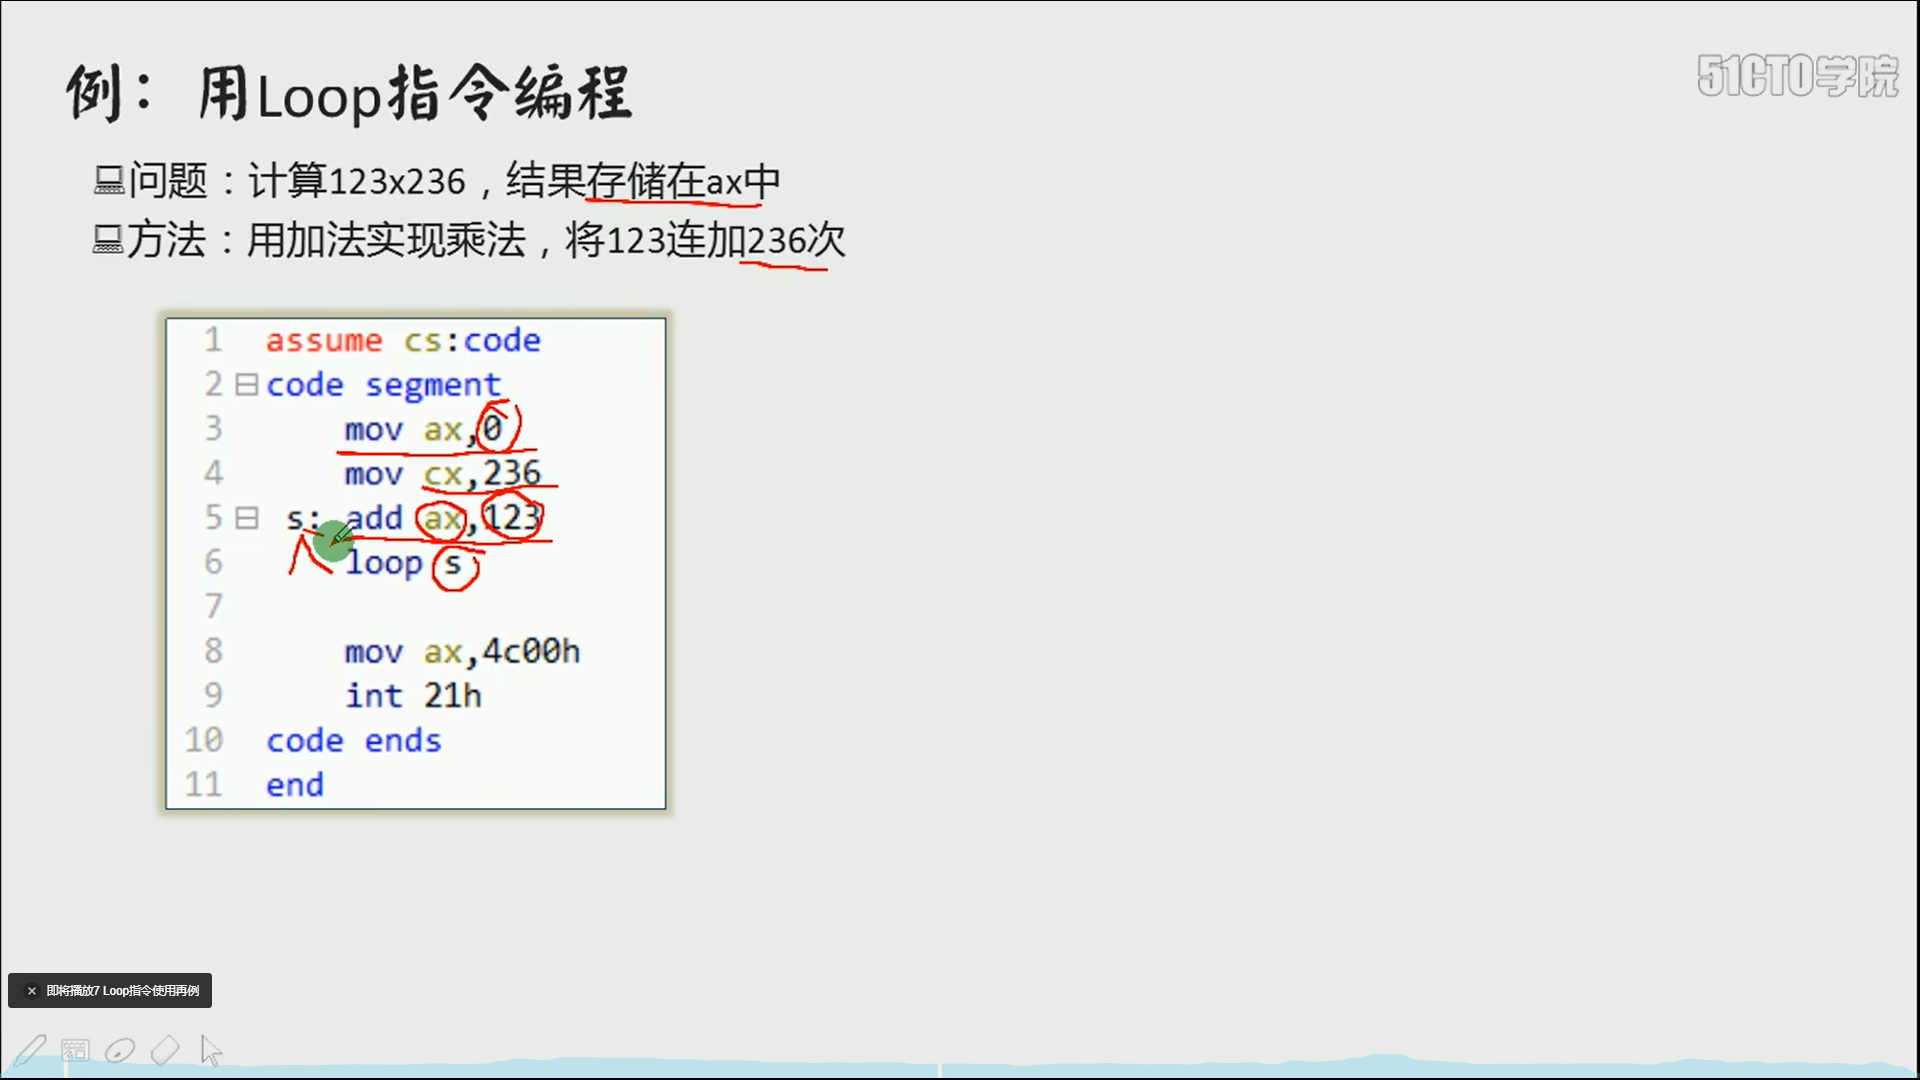 例：用Loop指令编程
51CTO学院
问题：计算123x236，结果存储在ax中
方法：用加法实现乘法，将123连加236次
1 assume cs:code
2 code segment
3 mov ax,0
4 mov cx,236
5 s: add ax,123
6 loop s
7
8 mov ax,4c00h
9 int 21h
10 code ends
11 end
即将播放7 Loop指令使用再例